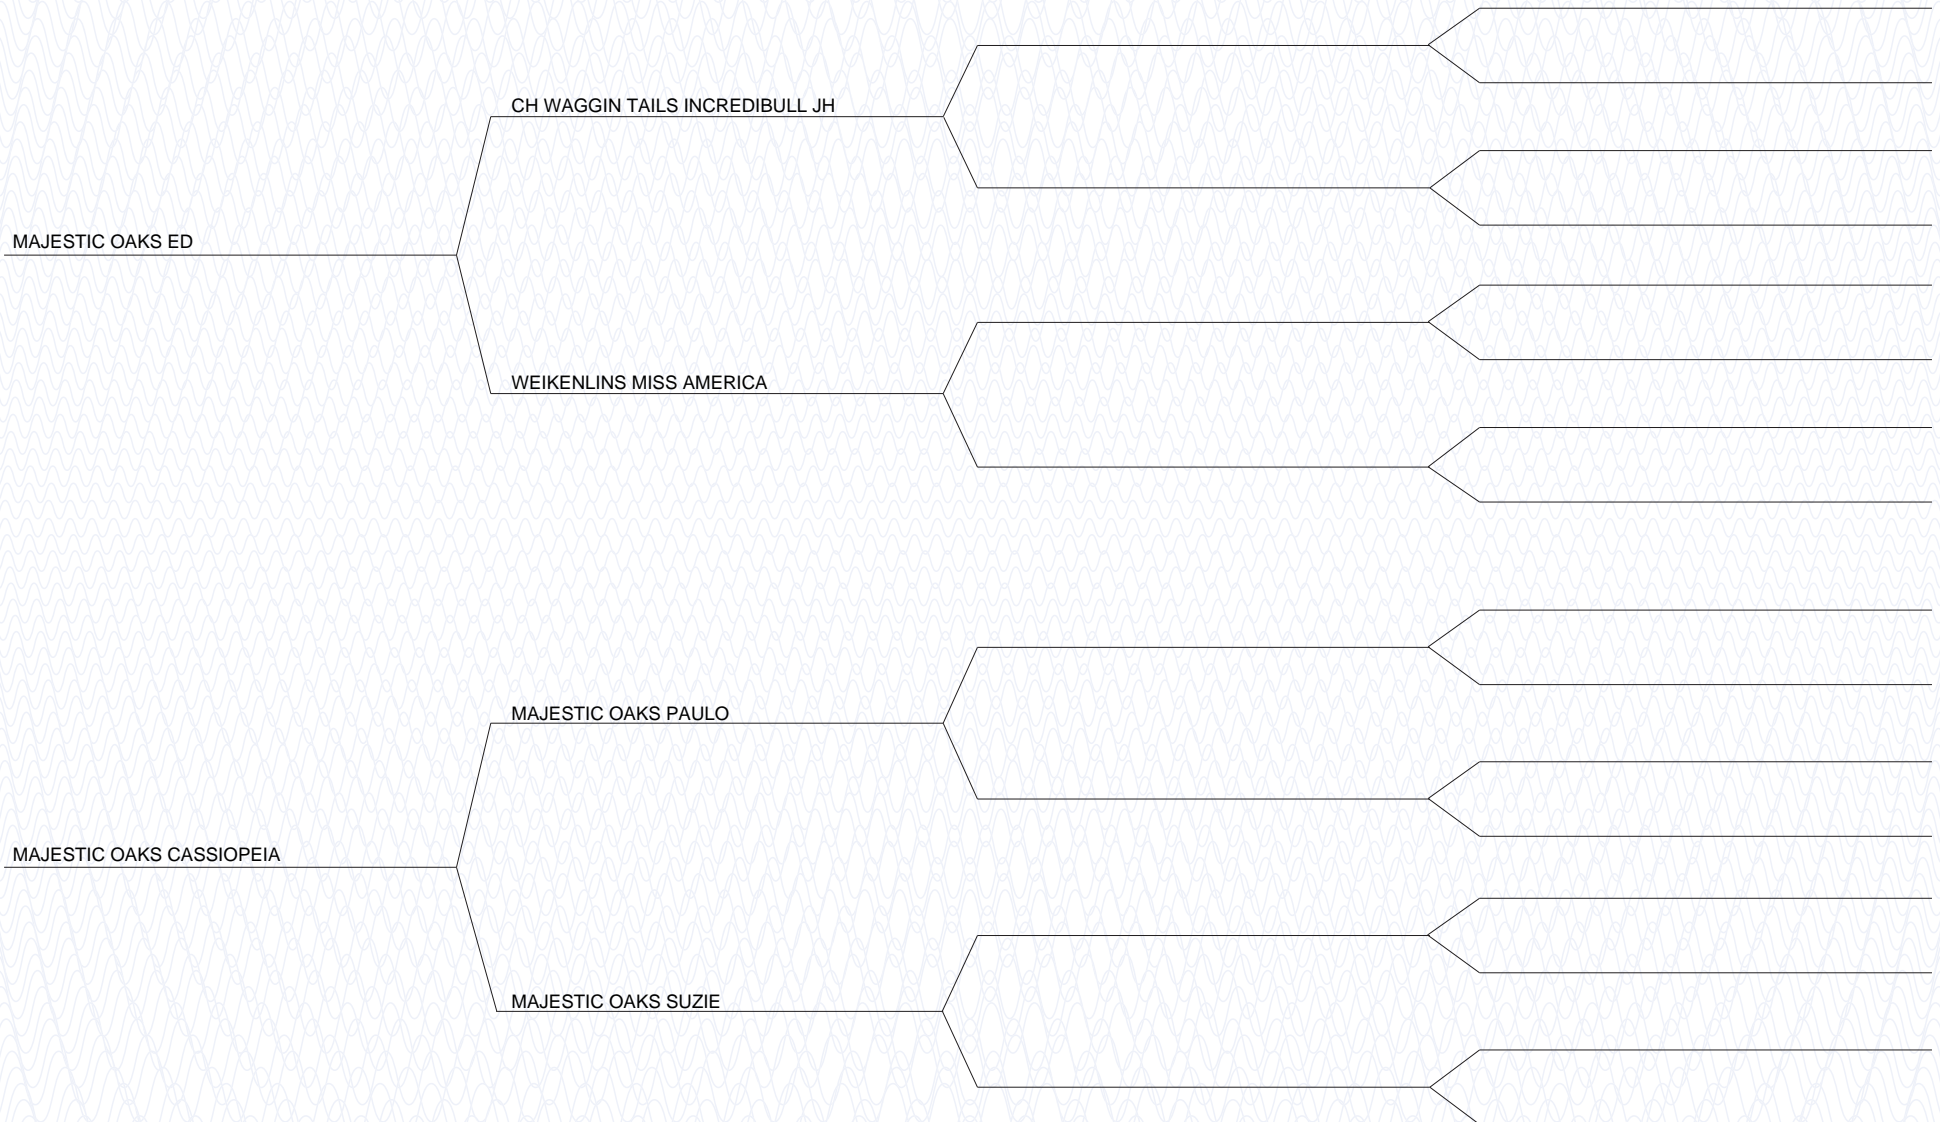 CH WAGGIN TAILS INCREDIBULL JH
MAJESTIC OAKS ED
WEIKENLINS MISS AMERICA
MAJESTIC OAKS PAULO
MAJESTIC OAKS CASSIOPEIA
MAJESTIC OAKS SUZIE